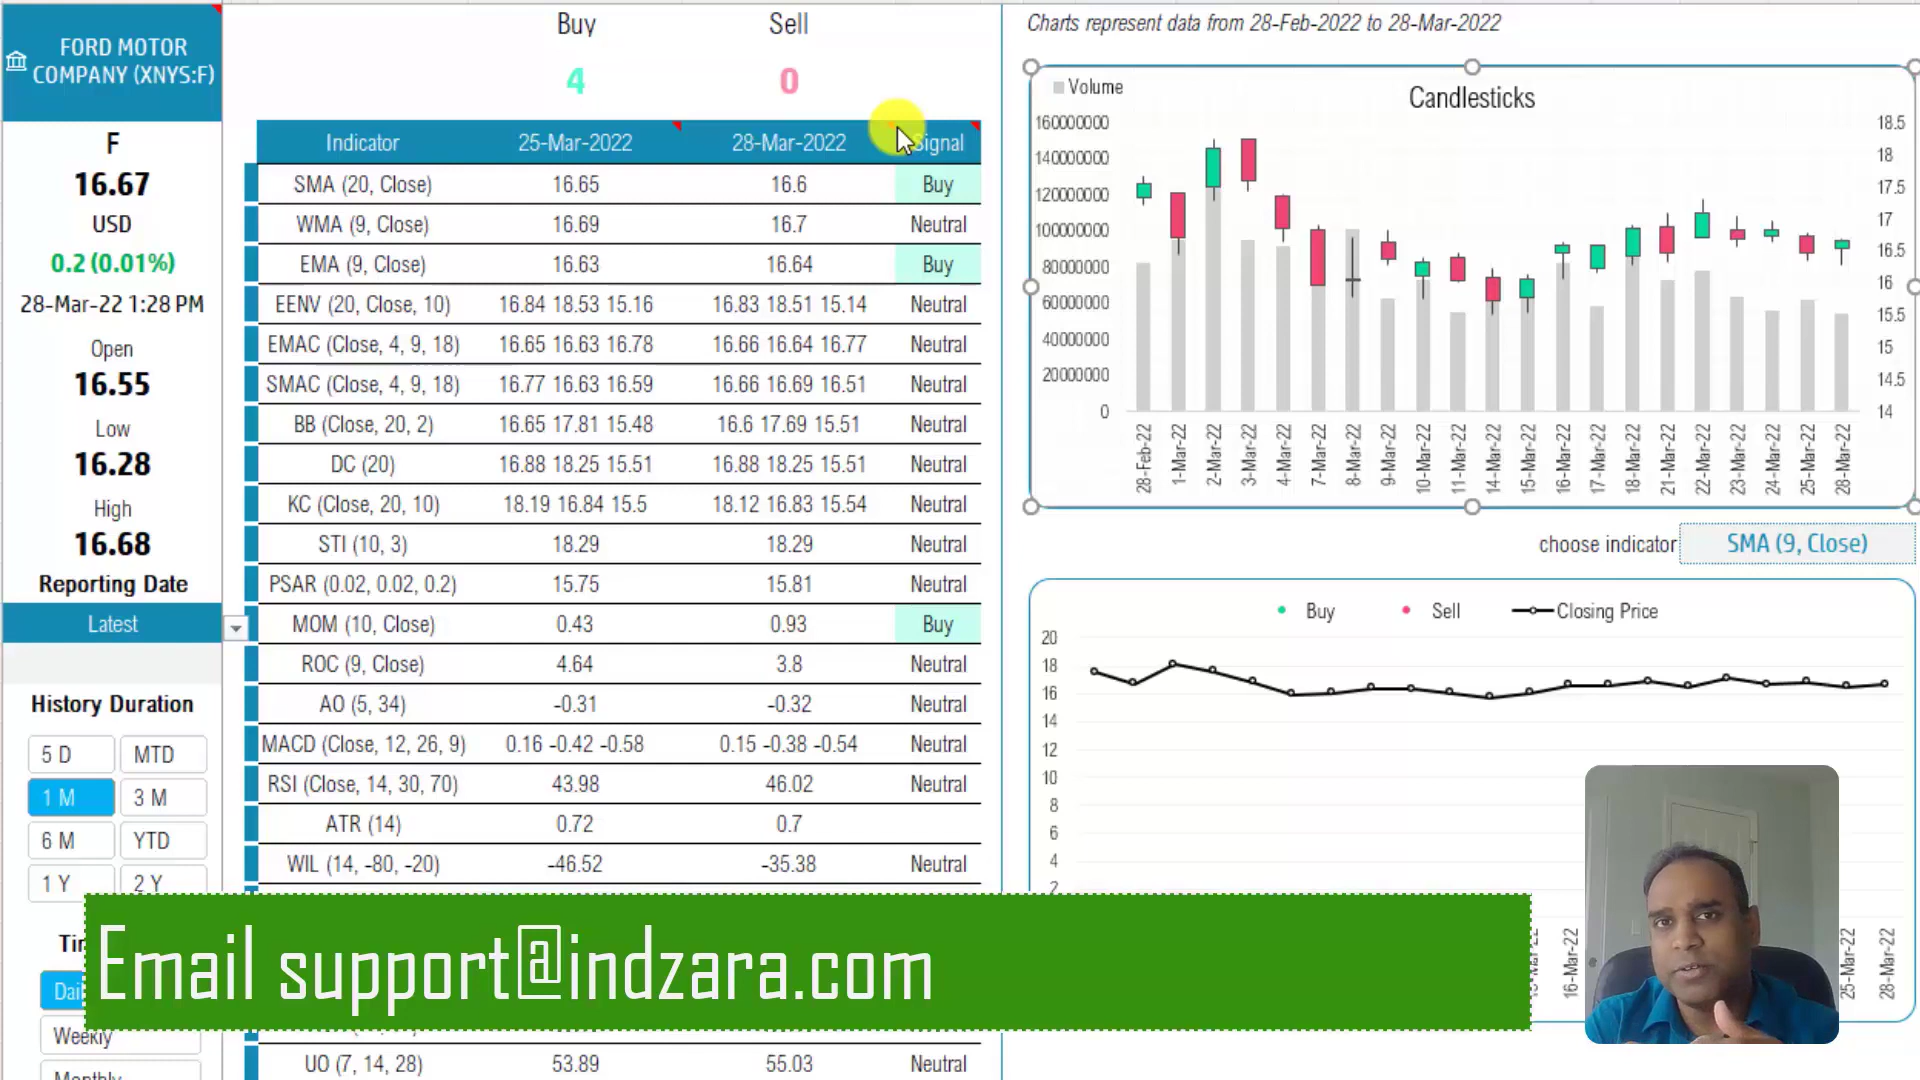 FORD MOTOR
COMPANY (XNYS:F)
F
16.67
USD
0.2 (0.01%)
28-Mar-22 1:28 PM
Open
16.55
Low
16.28
High
16.68
Reporting Date
Latest
History Duration
5 D MTD
1 M 3 M
6 M YTD
1 Y 2 Y
Weekly
Monthly
Buy Sell
4 0
Indicator 25-Mar-2022 28-Mar-2022 Signal
SMA (20, Close) 16.65 16.6 Buy
WMA (9, Close) 16.69 16.7 Neutral
EMA (9, Close) 16.63 16.64 Buy
EENV (20, Close, 10) 16.84 18.53 15.16 16.83 18.51 15.14 Neutral
EMAC (Close, 4, 9, 18) 16.65 16.63 16.78 16.66 16.64 16.77 Neutral
SMAC (Close, 4, 9, 18) 16.77 16.63 16.59 16.66 16.69 16.51 Neutral
BB (Close, 20, 2) 16.65 17.81 15.48 16.6 17.69 15.51 Neutral
DC (20) 16.88 18.25 15.51 16.88 18.25 15.51 Neutral
KC (Close, 20, 10) 18.19 16.84 15.5 18.12 16.83 15.54 Neutral
STI (10, 3) 18.29 18.29 Neutral
PSAR (0.02, 0.02, 0.2) 15.75 15.81 Neutral
MOM (10, Close) 0.43 0.93 Buy
ROC (9, Close) 4.64 3.8 Neutral
AO (5, 34) -0.31 -0.32 Neutral
MACD (Close, 12, 26, 9) 0.16 -0.42 -0.58 0.15 -0.38 -0.54 Neutral
RSI (Close, 14, 30, 70) 43.98 46.02 Neutral
ATR (14) 0.72 0.7
WIL (14, -80, -20) -46.52 -35.38 Neutral
UO (7, 14, 28) 53.89 55.03 Neutral
Charts represent data from 28-Feb-2022 to 28-Mar-2022
Volume
Candlesticks
160000000 18.5
140000000 18
120000000 17.5
100000000 17
80000000 16.5
60000000 16
40000000 15.5
20000000 15
0 14.5
14
28-Feb-22 1-Mar-22 2-Mar-22 3-Mar-22 4-Mar-22 7-Mar-22 8-Mar-22 9-Mar-22 10-Mar-22 11-Mar-22 14-Mar-22 15-Mar-22 16-Mar-22 17-Mar-22 18-Mar-22 21-Mar-22 22-Mar-22 23-Mar-22 24-Mar-22 25-Mar-22 28-Mar-22
choose indicator SMA (9, Close)
Buy Sell Closing Price
20
18
16
14
12
10
8
6
4
2
16-Mar-22 25-Mar-22 28-Mar-22
Email support@indzara.com